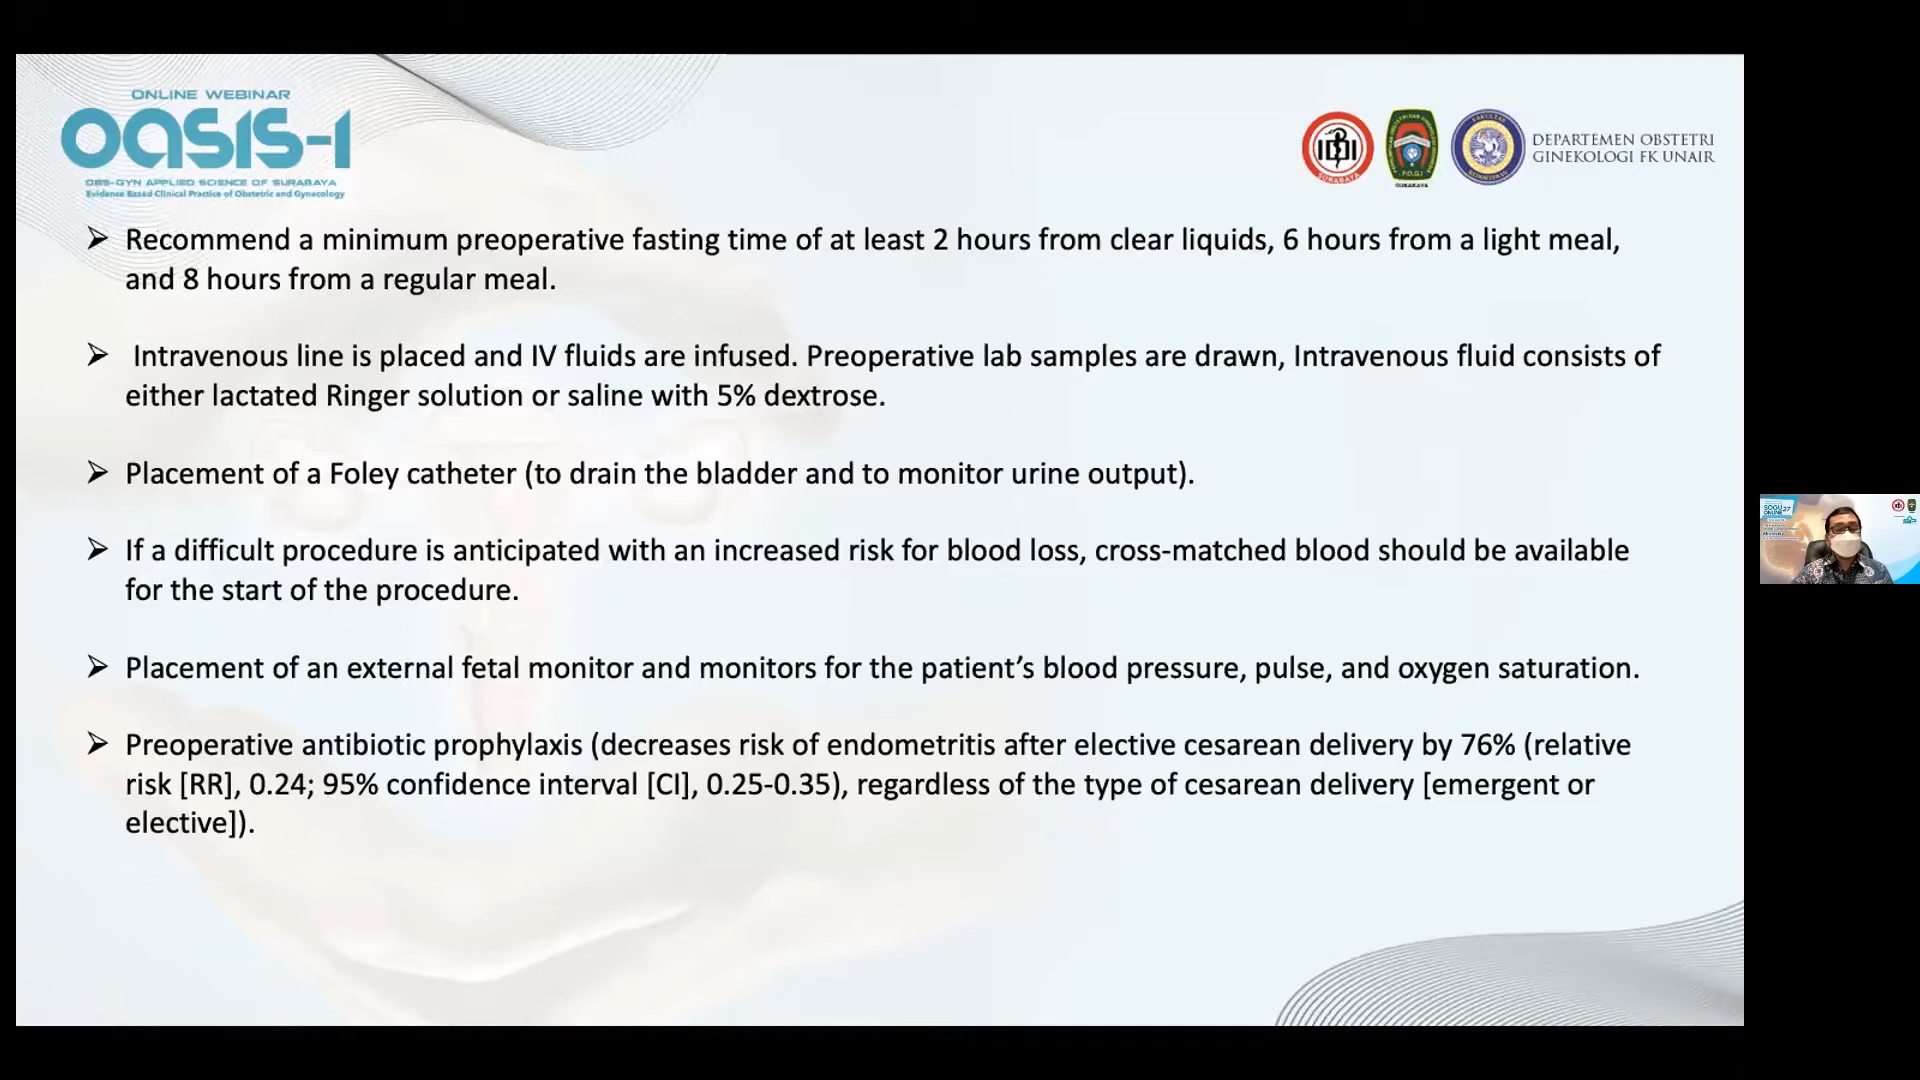 ONLINE WEBINAR
OASIS-1
OBS-GYN APPLIED SCIENCE OF SURABAYA
Evidence Based Clinical Practice of Obstetric and Gynecology
IDI
SURABAYA
P.O.G.I
SURABAYA
FAKULTAS
KEDOKTERAN
DEPARTEMEN OBSTETRI
GINEKOLOGI FK UNAIR
➢ Recommend a minimum preoperative fasting time of at least 2 hours from clear liquids, 6 hours from a light meal,
and 8 hours from a regular meal.
➢ Intravenous line is placed and IV fluids are infused. Preoperative lab samples are drawn, Intravenous fluid consists of
either lactated Ringer solution or saline with 5% dextrose.
➢ Placement of a Foley catheter (to drain the bladder and to monitor urine output).
➢ If a difficult procedure is anticipated with an increased risk for blood loss, cross-matched blood should be available
for the start of the procedure.
➢ Placement of an external fetal monitor and monitors for the patient’s blood pressure, pulse, and oxygen saturation.
➢ Preoperative antibiotic prophylaxis (decreases risk of endometritis after elective cesarean delivery by 76% (relative
risk [RR], 0.24; 95% confidence interval [CI], 0.25-0.35), regardless of the type of cesarean delivery [emergent or
elective]).
SOGU 27
ONLINE